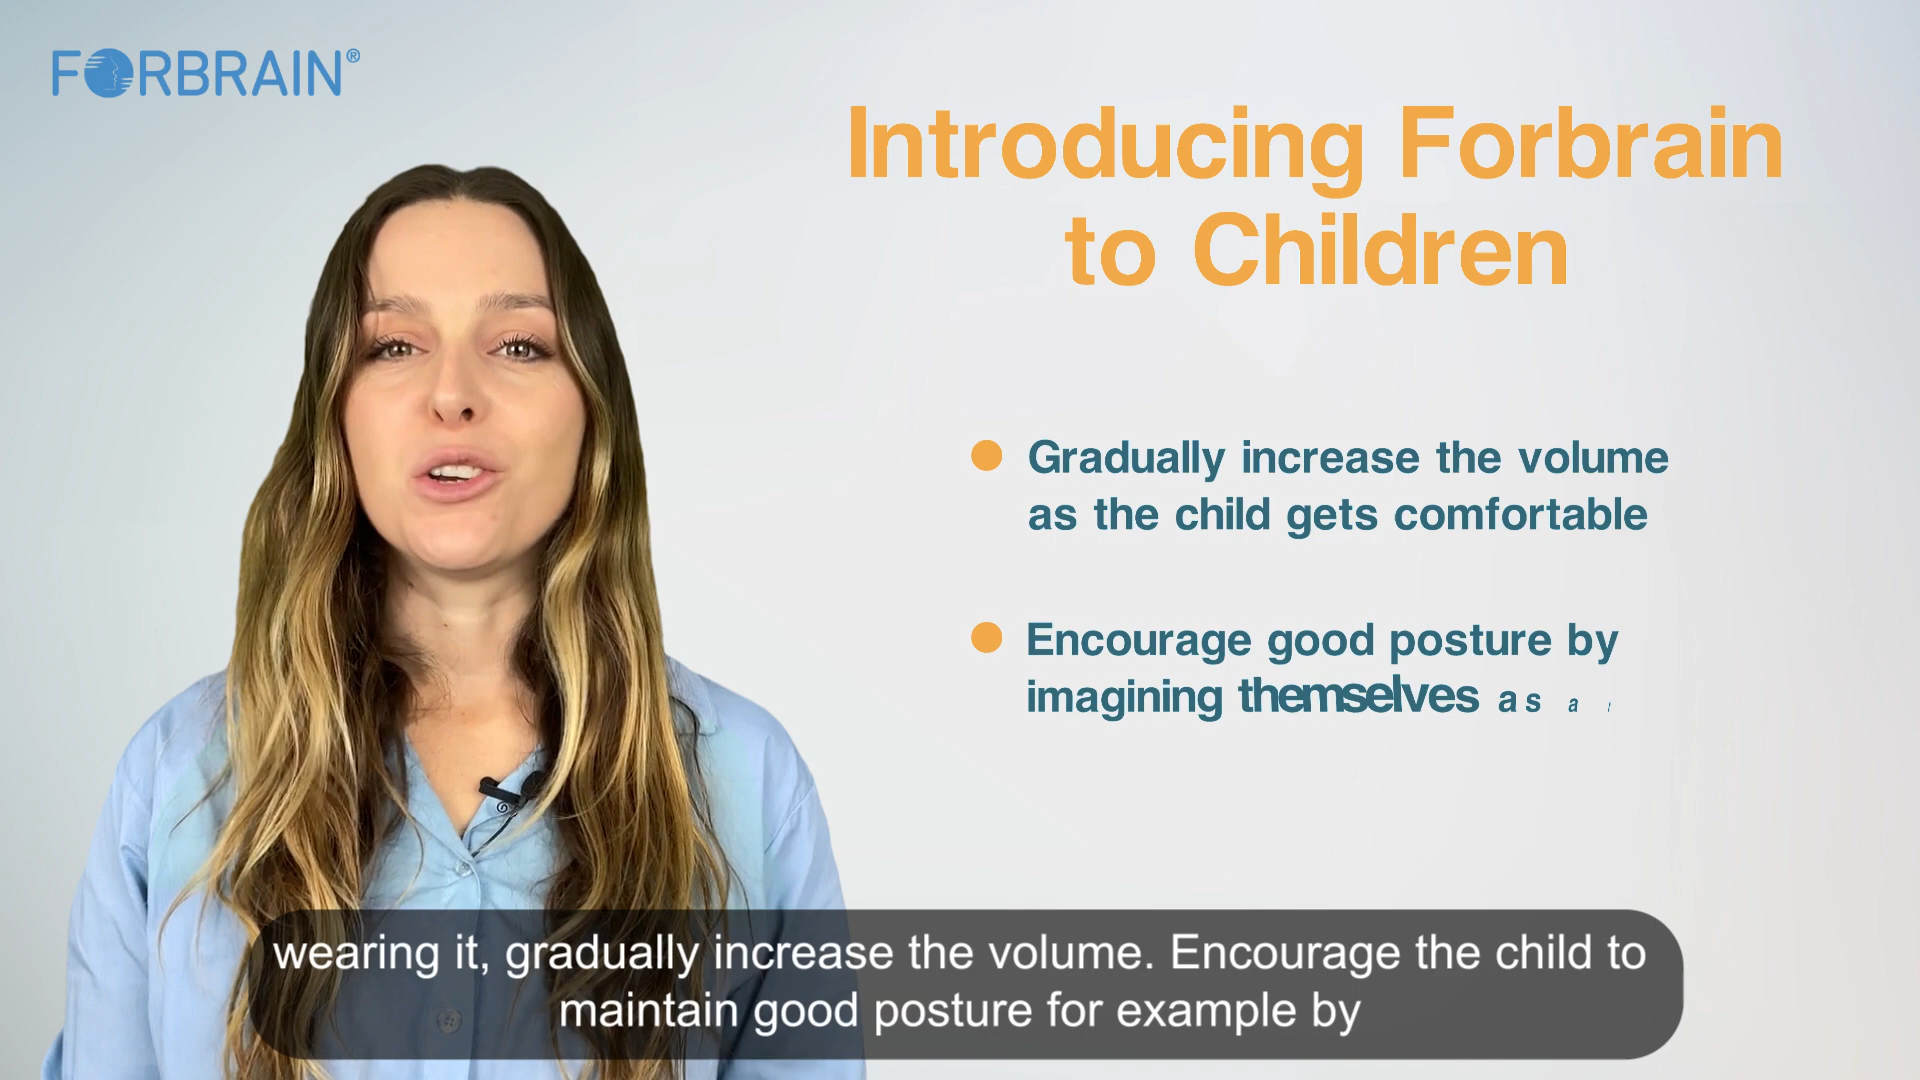 FORBRAIN®
Introducing Forbrain
to Children
Gradually increase the volume
as the child gets comfortable
Encourage good posture by
imagining themselves as a
wearing it, gradually increase the volume. Encourage the child to
maintain good posture for example by